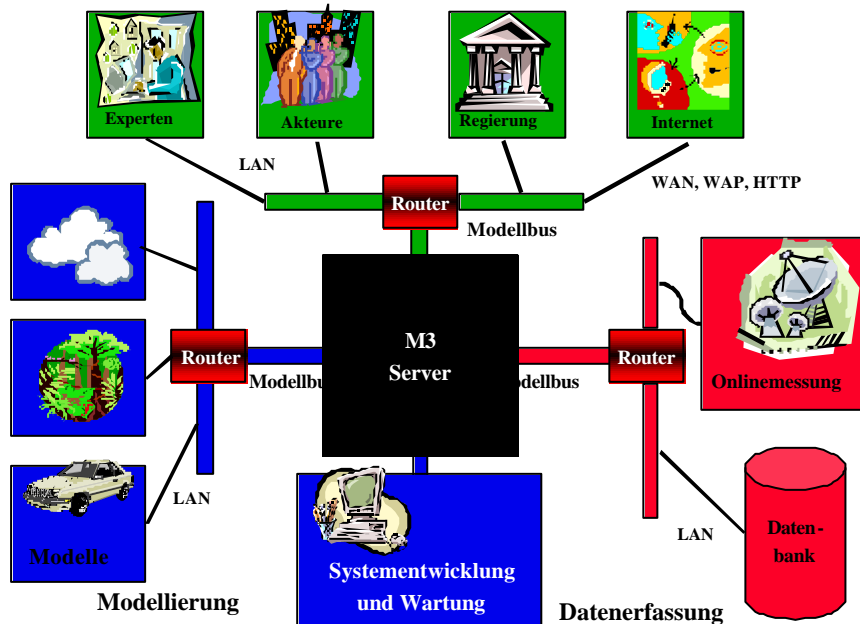 Experten
Akteure
Regierung
Internet
LAN
WAN, WAP, HTTP
Router
Modellbus
M3
Server
Router
Modellbu
odellbus
Router
Onlinemessung
LAN
Modelle
LAN
Daten-
bank
Systementwicklung
und Wartung
Modellierung
Datenerfassung